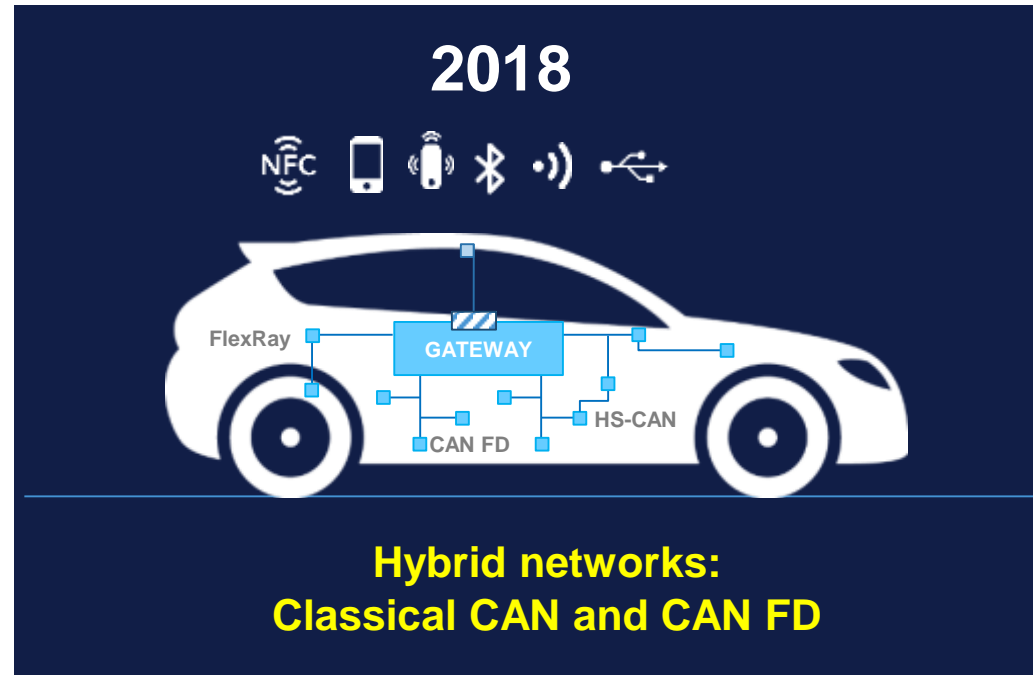 2018
NFC
FlexRay
GATEWAY
HS-CAN
CAN FD
Hybrid networks:
Classical CAN and CAN FD